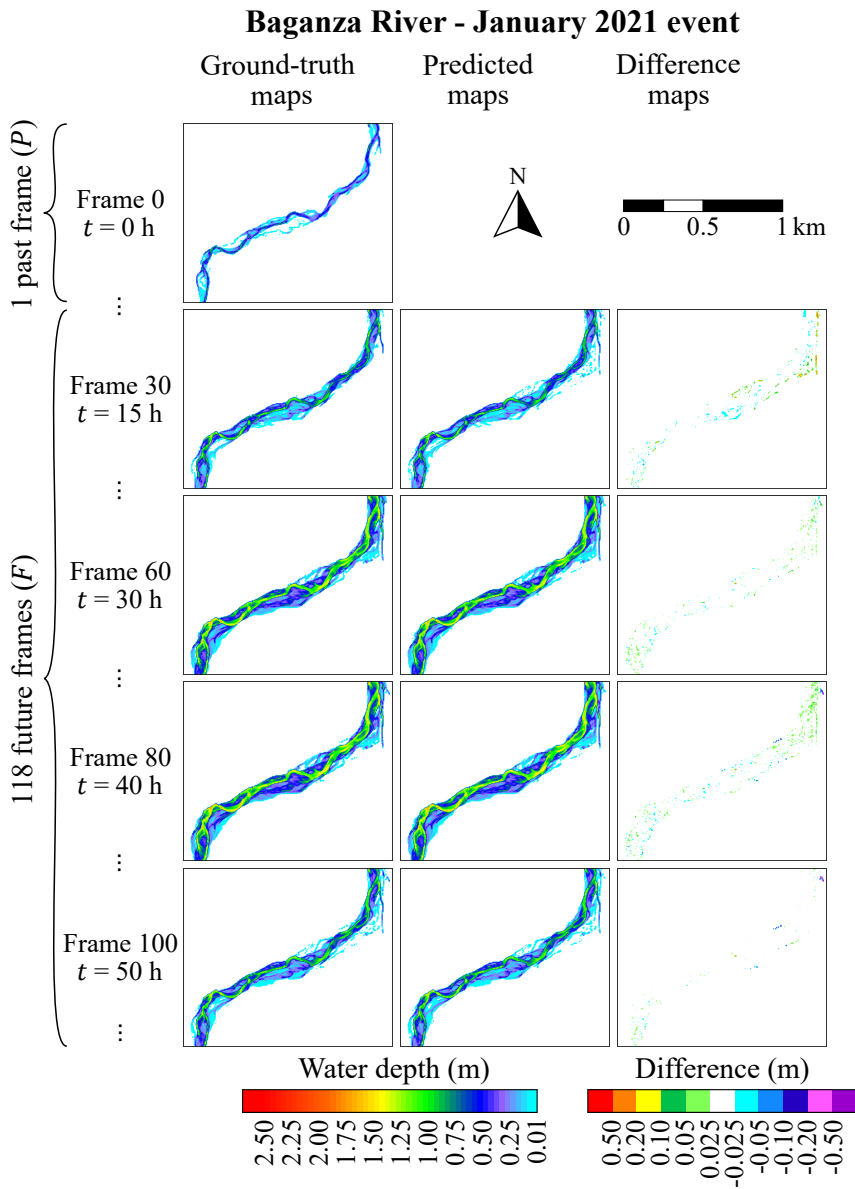 Baganza River - January 2021 event
Ground-truth
maps
Predicted
maps
Difference
maps
1 past frame (P)
Frame 0
t = 0 h
N
0
0.5
1 km
⋮
118 future frames (F)
Frame 30
t = 15 h
⋮
Frame 60
t = 30 h
⋮
Frame 80
t = 40 h
⋮
Frame 100
t = 50 h
⋮
Water depth (m)
2.50
2.25
2.00
1.75
1.50
1.25
1.00
0.75
0.50
0.25
0.01
Difference (m)
0.50
0.20
0.10
0.05
0.025
-0.025
-0.05
-0.10
-0.20
-0.50